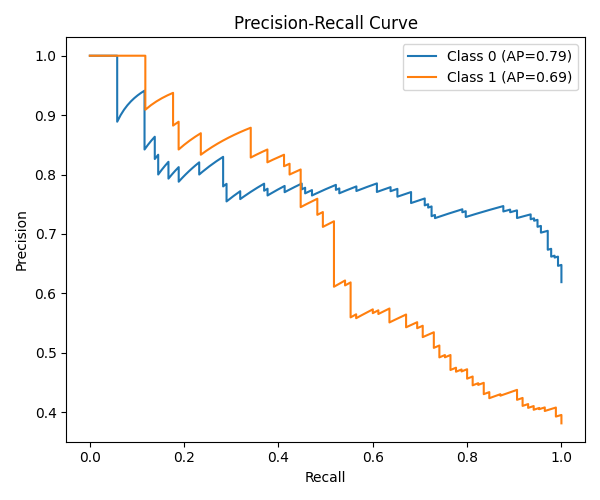 Precision-Recall Curve
Class 0 (AP=0.79)
Class 1 (AP=0.69)
1.0
0.9
0.8
0.7
0.6
0.5
0.4
Precision
0.0 0.2 0.4 0.6 0.8 1.0
Recall